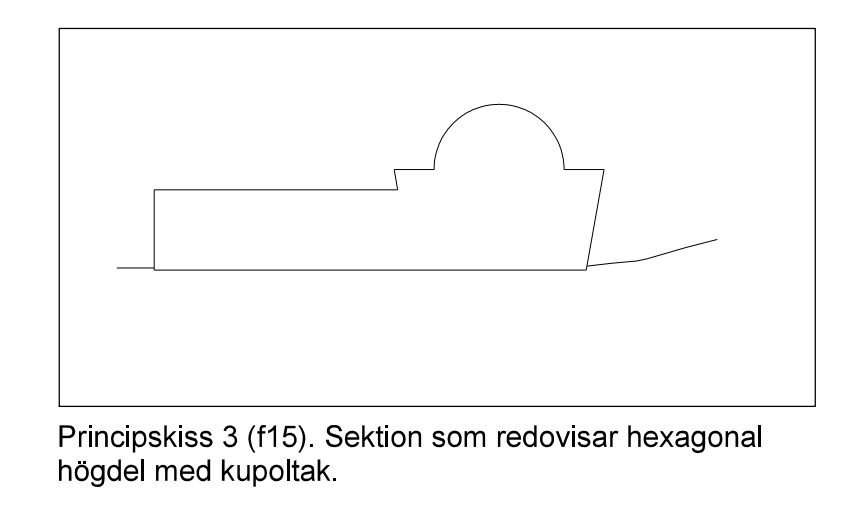 Principskiss 3 (f15). Sektion som redovisar hexagonal
högdel med kupoltak.